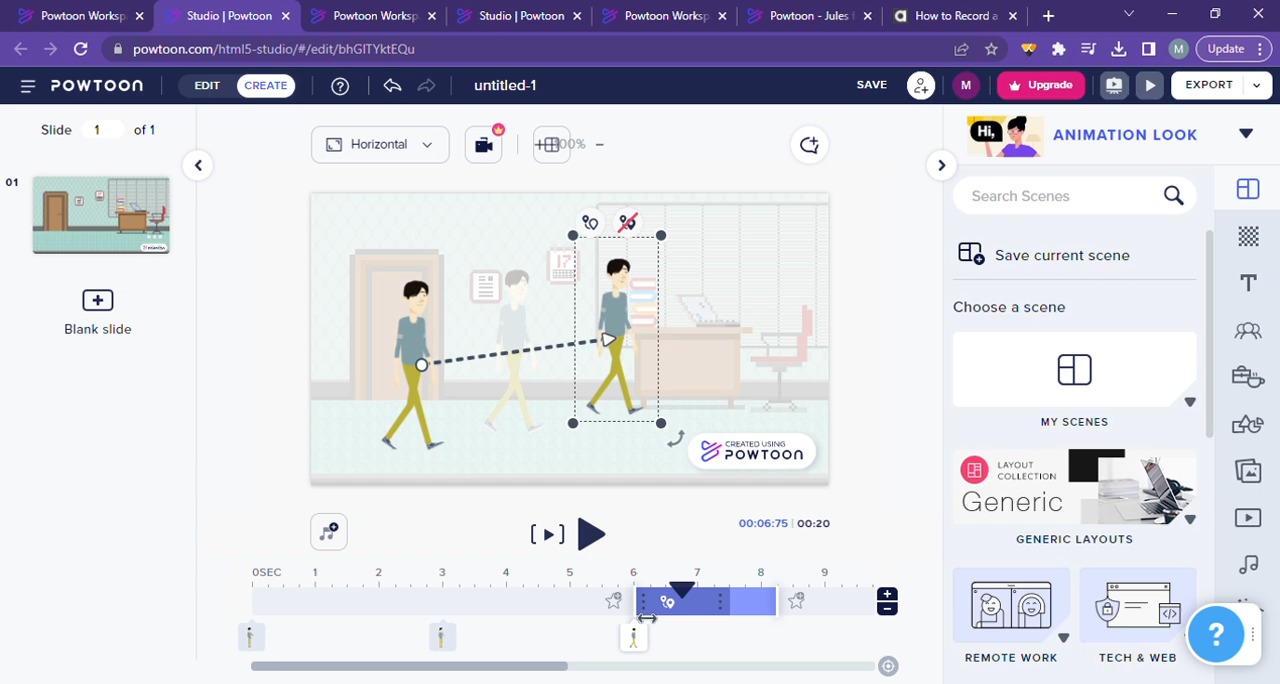 Powtoon Worksp
Studio | Powtoon
Powtoon Worksp
Studio | Powtoon
Powtoon Worksp
Powtoon - Jules
How to Record a
powtoon.com/html5-studio/#/edit/bhGlTYktEQu
M
Update
POWTOON
EDIT
CREATE
?
untitled-1
SAVE
M
Upgrade
EXPORT
Slide 1 of 1
Horizontal
Hi,
ANIMATION LOOK
01
Search Scenes
Save current scene
17
Blank slide
Choose a scene
MY SCENES
CREATED USING
POWTOON
LAYOUT
COLLECTION
Generic
GENERIC LAYOUTS
00:06:75 | 00:20
0SEC 1 2 3 4 5 6 7 8 9
REMOTE WORK
TECH & WEB
?